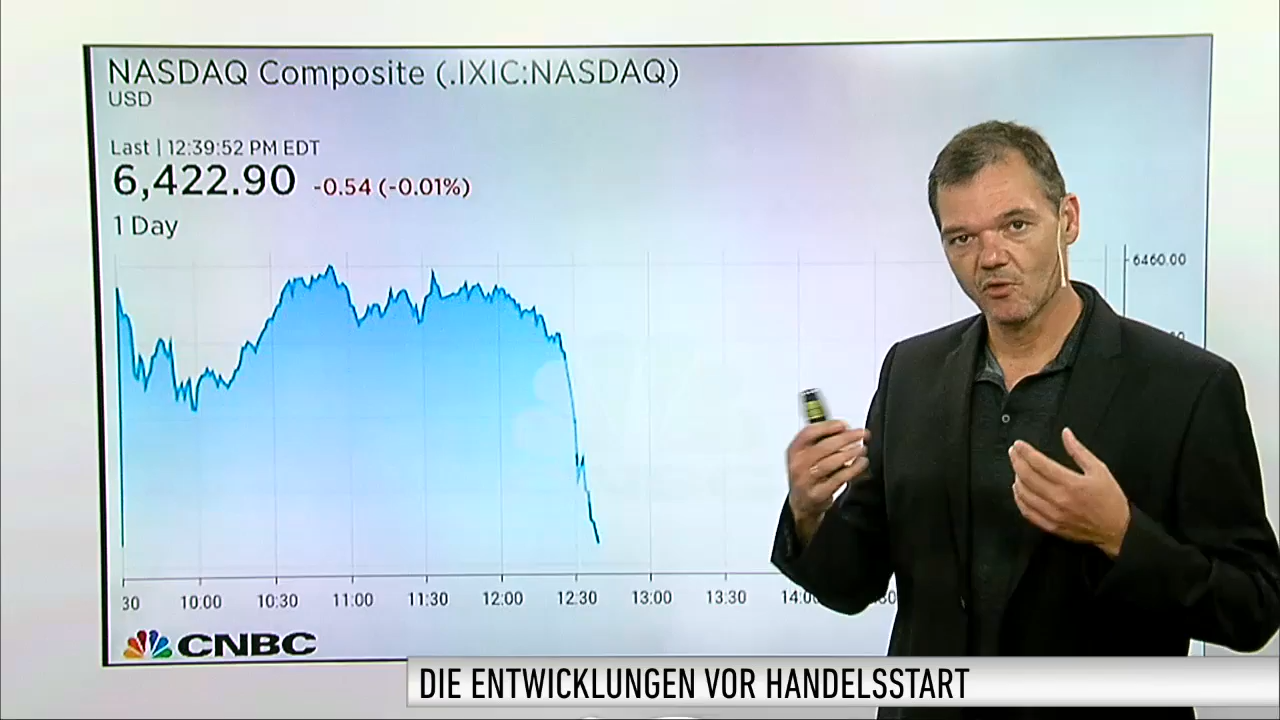 NASDAQ Composite (.IXIC:NASDAQ)
USD
Last | 12:39:52 PM EDT
6,422.90 -0.54 (-0.01%)
1 Day
6460.00
30 10:00 10:30 11:00 11:30 12:00 12:30 13:00 13:30
CNBC
DIE ENTWICKLUNGEN VOR HANDELSSTART